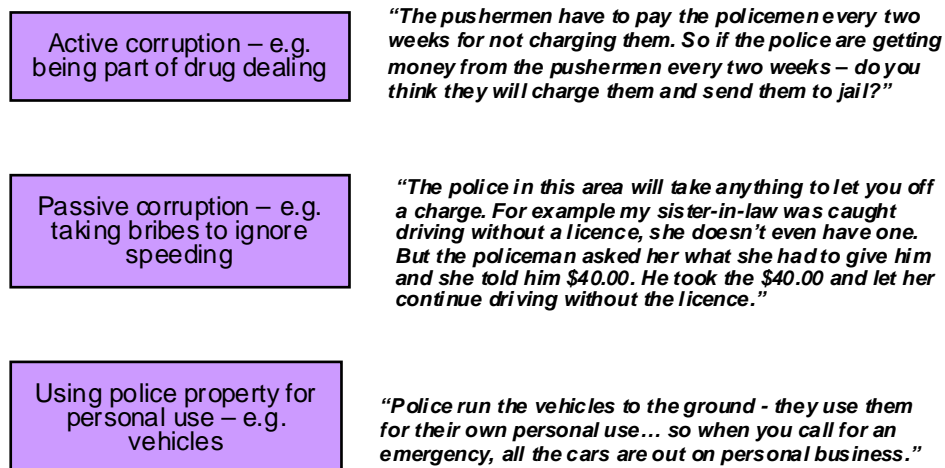 Active corruption – e.g.
being part of drug dealing
“The pushermen have to pay the policemen every two
weeks for not charging them. So if the police are getting
money from the pushermen every two weeks – do you
think they will charge them and send them to jail?”
Passive corruption – e.g.
taking bribes to ignore
speeding
“The police in this area will take anything to let you off
a charge. For example my sister-in-law was caught
driving without a licence, she doesn’t even have one.
But the policeman asked her what she had to give him
and she told him $40.00. He took the $40.00 and let her
continue driving without the licence.”
Using police property for
personal use – e.g.
vehicles
“Police run the vehicles to the ground - they use them
for their own personal use… so when you call for an
emergency, all the cars are out on personal business.”